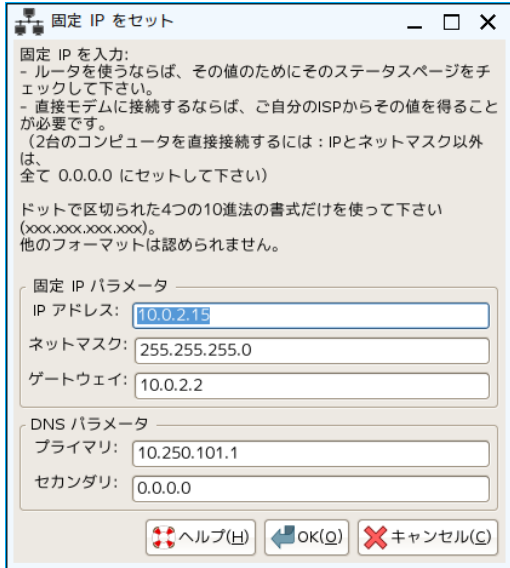 固定 IP をセット
固定 IP を入力:
- ルータを使うならば、その値のためにそのステータスページをチ
ェックして下さい。
- 直接モデムに接続するならば、ご自分のISPからその値を得ること
が必要です。
（2台のコンピュータを直接接続するには：IPとネットマスク以外
は、
全て 0.0.0.0 にセットして下さい）
ドットで区切られた4つの10進法の書式だけを使って下さい
(xxx.xxx.xxx.xxx)。
他のフォーマットは認められません。
固定 IP パラメータ
IP アドレス: 10.0.2.15
ネットマスク: 255.255.255.0
ゲートウェイ: 10.0.2.2
DNS パラメータ
プライマリ: 10.250.101.1
セカンダリ: 0.0.0.0
ヘルプ(H) OK(O) キャンセル(C)